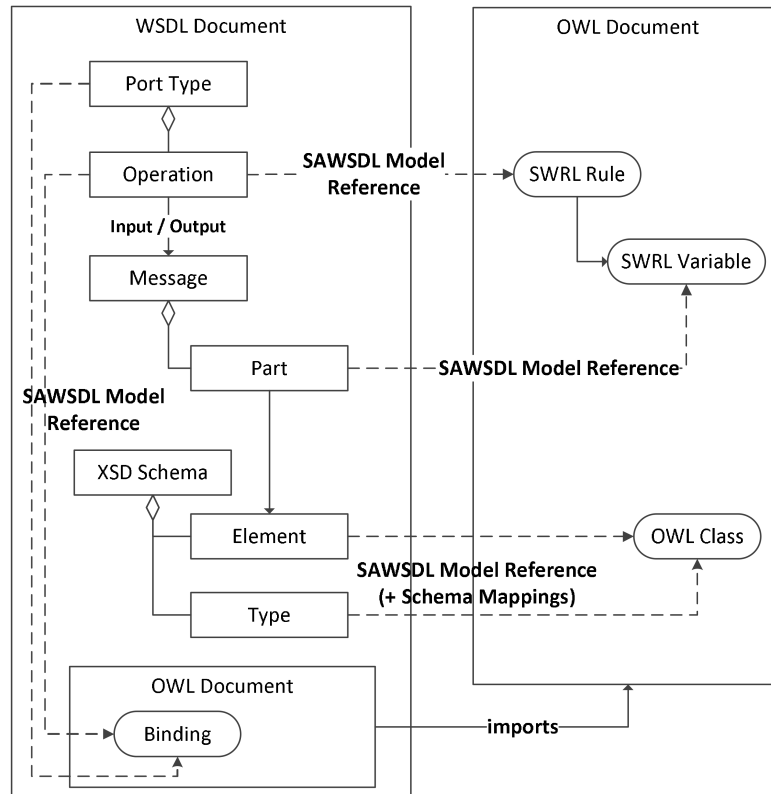 WSDL Document
OWL Document
Port Type
Operation
SAWSDL Model
Reference
SWRL Rule
Input / Output
SWRL Variable
Message
Part
SAWSDL Model Reference
SAWSDL Model
Reference
XSD Schema
Element
OWL Class
SAWSDL Model Reference
(+ Schema Mappings)
Type
OWL Document
Binding
imports